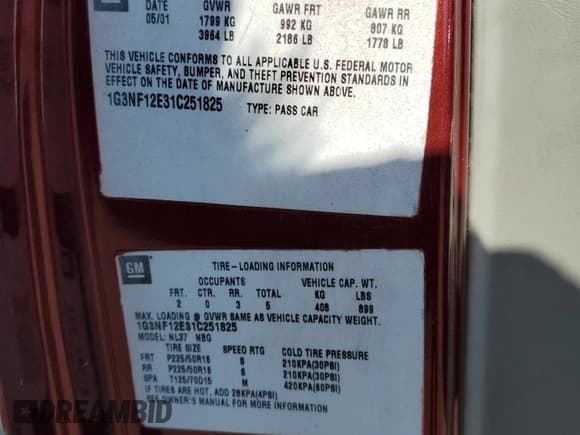 DATE GVWR GAWR FRT GAWR RR
05/01 1799 KG 992 KG 807 KG
3964 LB 2186 LB 1778 LB
THIS VEHICLE CONFORMS TO ALL APPLICABLE U.S. FEDERAL MOTOR
VEHICLE SAFETY, BUMPER, AND THEFT PREVENTION STANDARDS IN
EFFECT ON THE DATE OF MANUFACTURE SHOWN ABOVE.
1G3NF12E31C251825 TYPE: PASS CAR
GM TIRE-LOADING INFORMATION
OCCUPANTS VEHICLE CAP. WT.
FRT. CTR. RR. TOTAL KG LBS
2 0 3 5 408 899
MAX. LOADING @ GVWR SAME AS VEHICLE CAPACITY WEIGHT.
1G3NF12E31C251825
MODEL: NL37 NBG
TIRE SIZE SPEED RTG COLD TIRE PRESSURE
FRT P225/50R16 S 210KPA(30PSI)
RR P225/50R16 S 210KPA(30PSI)
SPA T125/70D15 M 420KPA(60PSI)
IF TIRES ARE HOT, ADD 28KPA(4PSI)
SEE OWNER'S MANUAL FOR MORE INFORMATION
DREAMBID